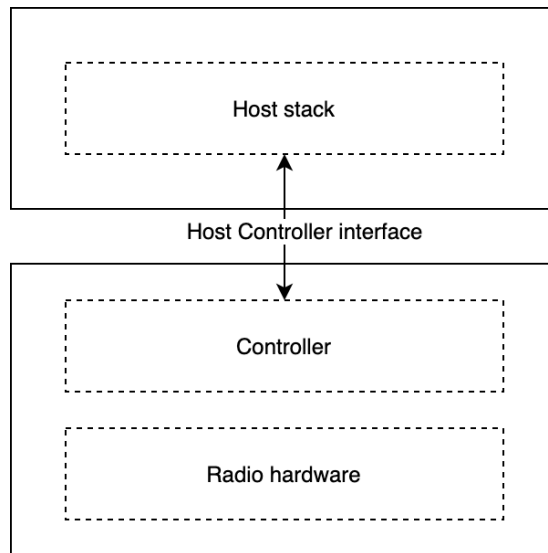 Host stack
Host Controller interface
Controller
Radio hardware